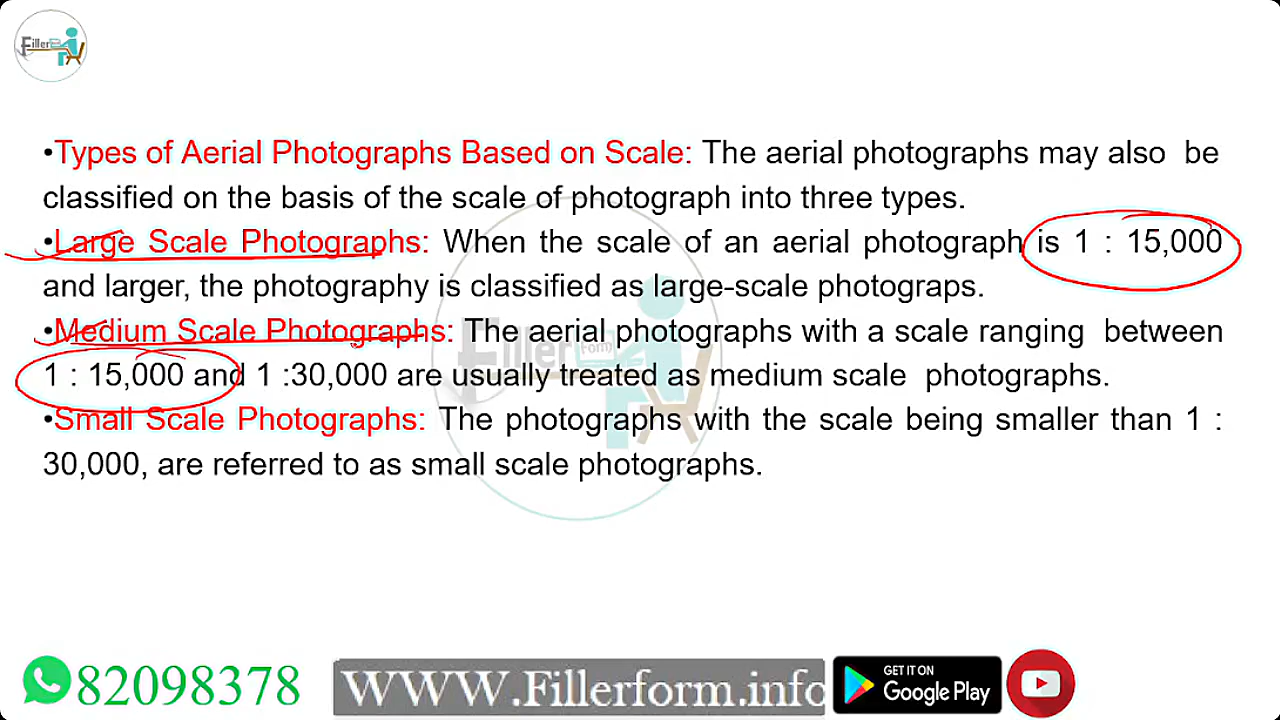 Filler
•Types of Aerial Photographs Based on Scale: The aerial photographs may also be
classified on the basis of the scale of photograph into three types.
•Large Scale Photographs: When the scale of an aerial photograph is 1 : 15,000
and larger, the photography is classified as large-scale photograps.
•Medium Scale Photographs: The aerial photographs with a scale ranging between
1 : 15,000 and 1 :30,000 are usually treated as medium scale photographs.
•Small Scale Photographs: The photographs with the scale being smaller than 1 :
30,000, are referred to as small scale photographs.
Filler Form
82098378
WWW.Fillerform.info
GET IT ON
Google Play